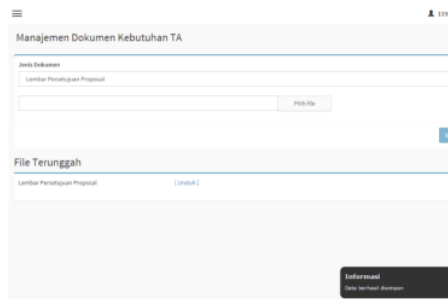 Manajemen Dokumen Kebutuhan TA
Jenis Dokumen
Lembar Persetujuan Proposal
Pilih file
File Terunggah
Lembar Persetujuan Proposal [ Unduh ]
Informasi
Data berhasil disimpan